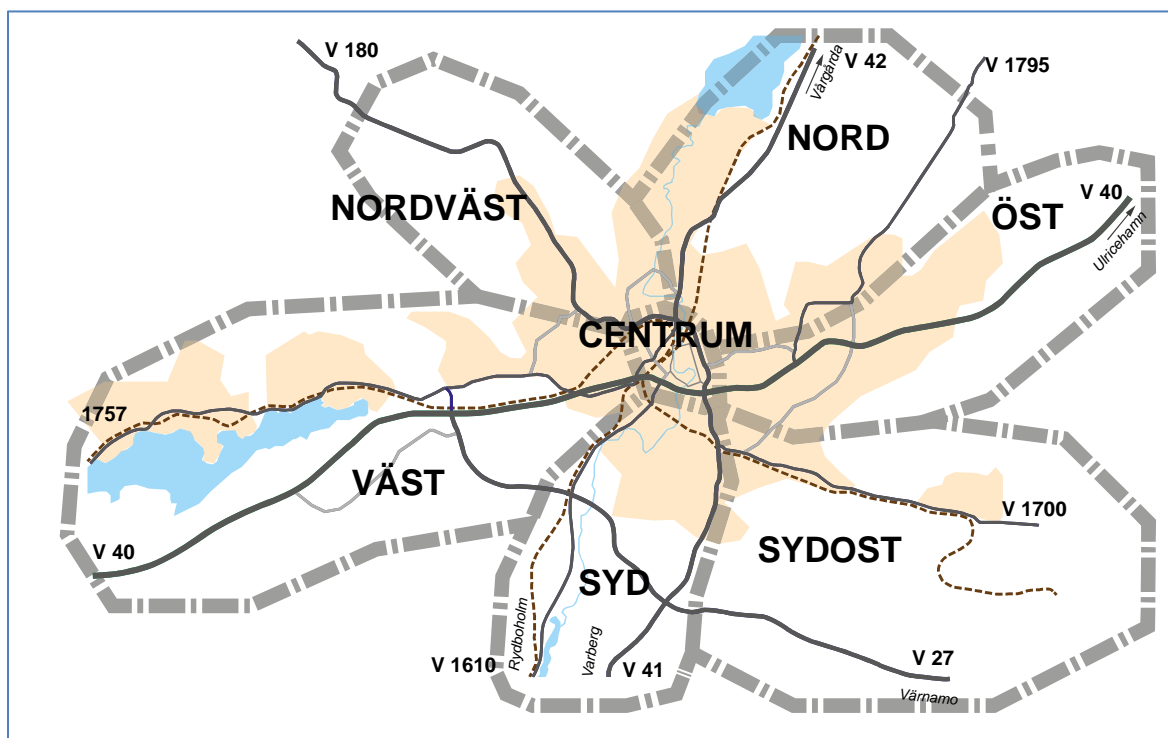 V 180
V 42
Vårgårda
V 1795
NORD
NORDVÄST
ÖST
V 40
Ulricehamn
CENTRUM
1757
VÄST
V 1700
V 40
SYDOST
SYD
Rydboholm
Varberg
V 1610
V 41
V 27
Värnamo